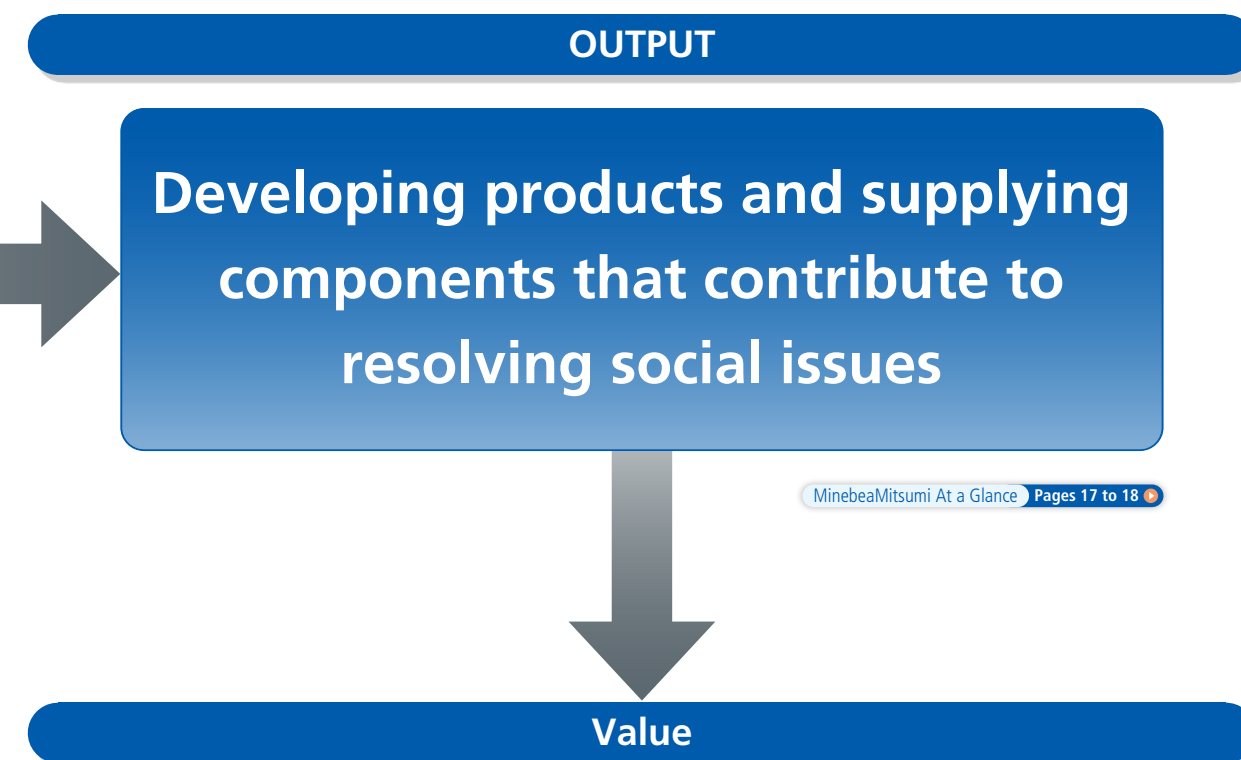 OUTPUT
Developing products and supplying
components that contribute to
resolving social issues
MinebeaMitsumi At a Glance Pages 17 to 18
Value